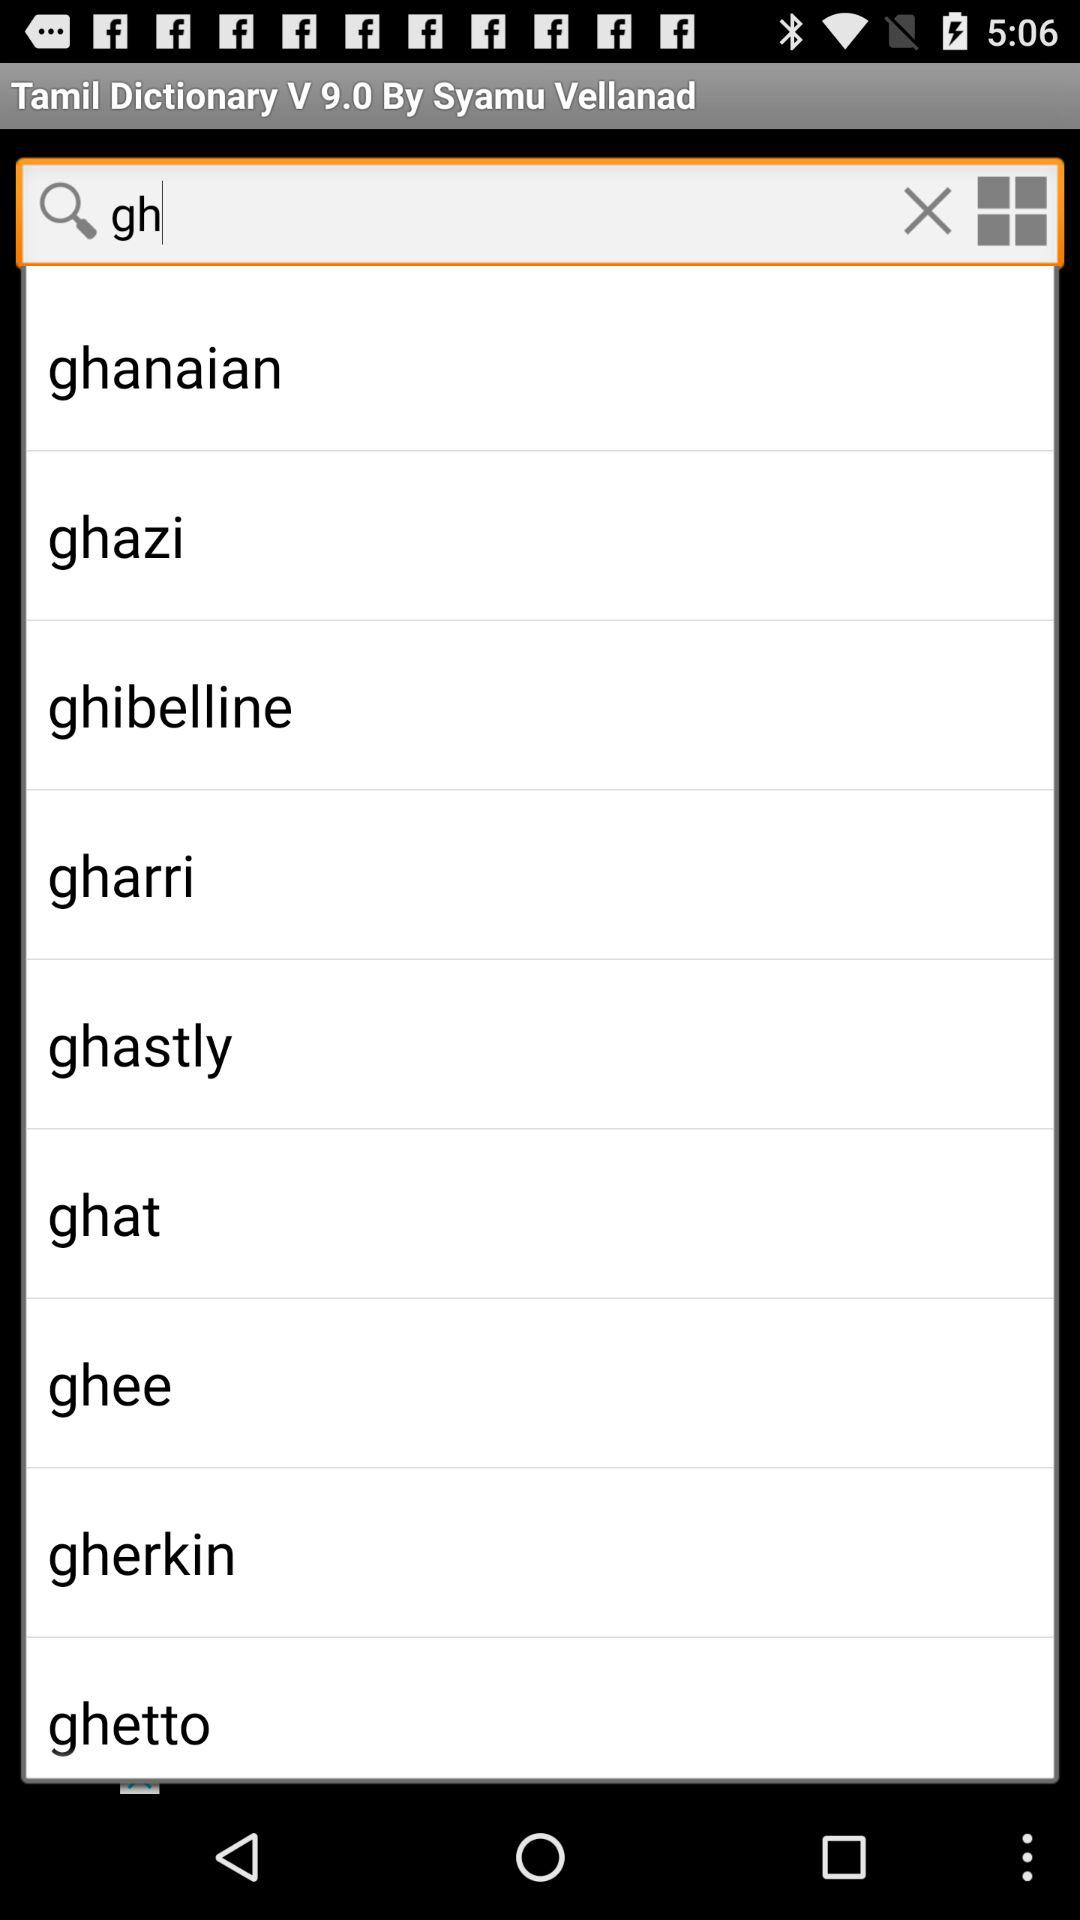 5:06
Tamil Dictionary V 9.0 By Syamu Vellanad
gh
ghanaian
ghazi
ghibelline
gharri
ghastly
ghat
ghee
gherkin
ghetto